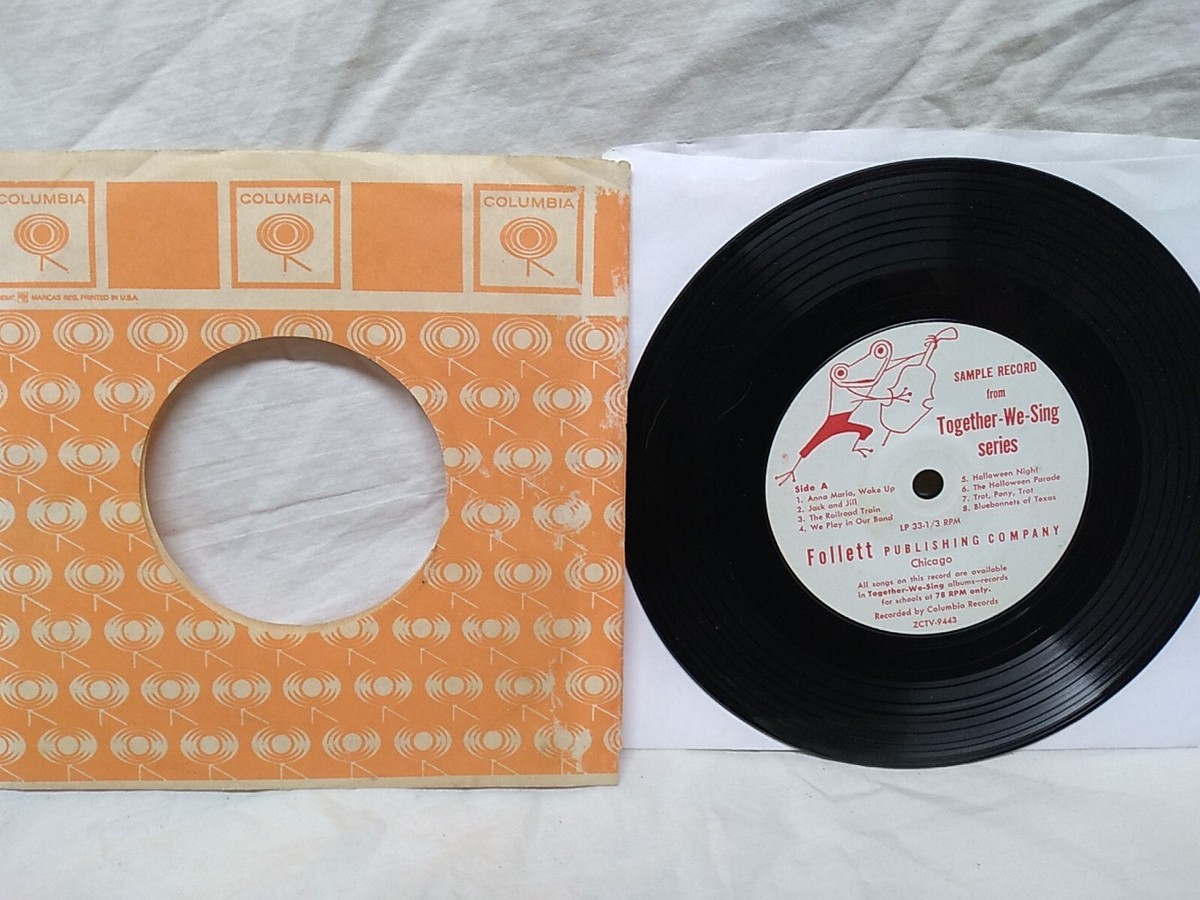 COLUMBIA
COLUMBIA
COLUMBIA
MARCAS REG. PRINTED IN U.S.A.
SAMPLE RECORD
from
Together-We-Sing
series
Side A
1. Anna Maria, Wake Up
2. Jack and Jill
3. The Railroad Train
4. We Play in Our Band
5. Halloween Night
6. The Halloween Parade
7. Trot, Pony, Trot
8. Bluebonnets of Texas
LP 33-1/3 RPM
Follett PUBLISHING COMPANY
Chicago
All songs on this record are available
in Together-We-Sing albums—records
for schools at 78 RPM only.
Recorded by Columbia Records
ZCTV-9443